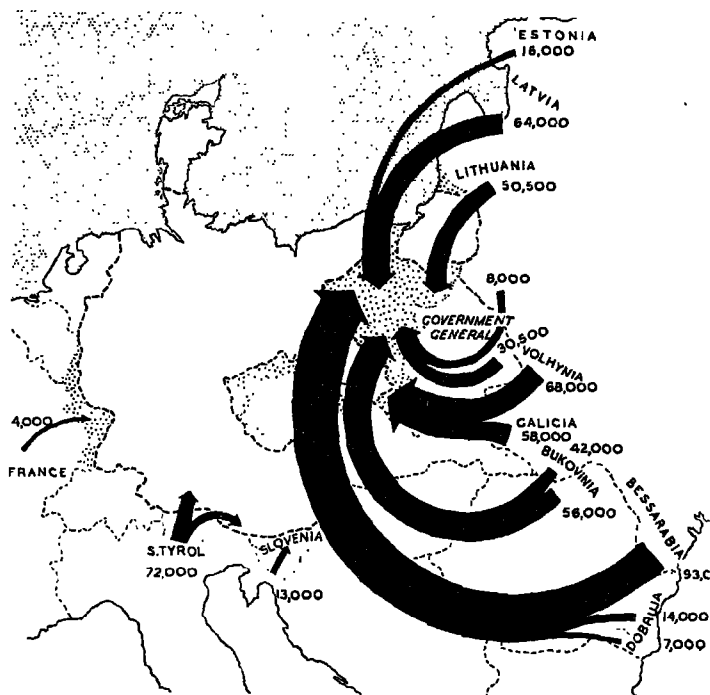 ESTONIA
16,000
LATVIA
64,000
LITHUANIA
50,500
8,000
GOVERNMENT
GENERAL
30,500
VOLHYNIA
68,000
GALICIA
58,000
42,000
BUKOVINIA
56,000
BESSARABIA
93,0
14,000
DOBRUJA
7,000
4,000
FRANCE
S.TYROL
72,000
SLOVENIA
13,000